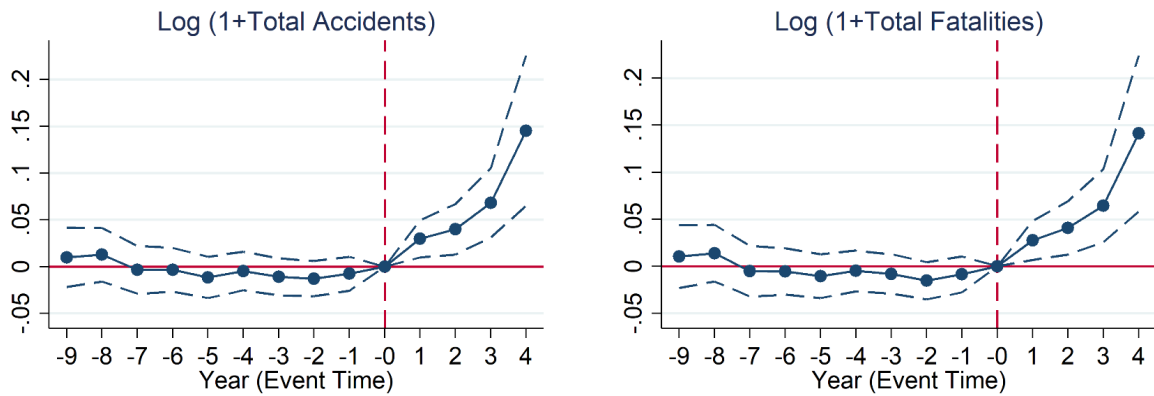 Log (1+Total Accidents)
.2
.15
.1
.05
0
-.05
-9 -8 -7 -6 -5 -4 -3 -2 -1 -0 1 2 3 4
Year (Event Time)
Log (1+Total Fatalities)
.2
.15
.1
.05
0
-.05
-9 -8 -7 -6 -5 -4 -3 -2 -1 -0 1 2 3 4
Year (Event Time)